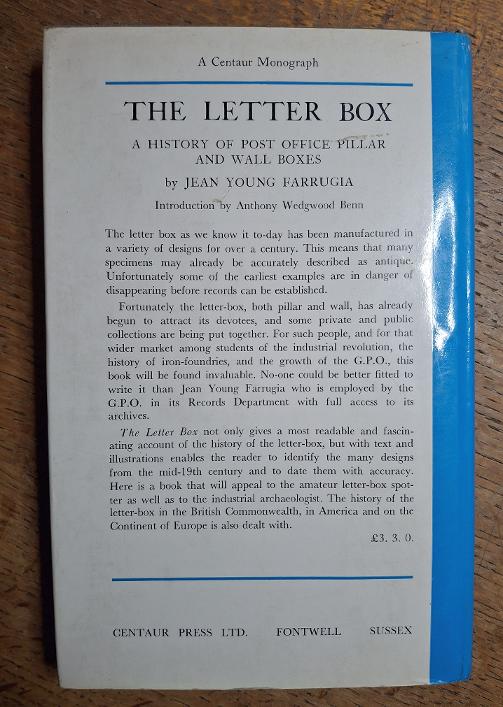 A Centaur Monograph
THE LETTER BOX
A HISTORY OF POST OFFICE PILLAR
AND WALL BOXES
by JEAN YOUNG FARRUGIA
Introduction by Anthony Wedgwood Benn
The letter box as we know it to-day has been manufactured in
a variety of designs for over a century. This means that many
specimens may already be accurately described as antique.
Unfortunately some of the earliest examples are in danger of
disappearing before records can be established.
Fortunately the letter-box, both pillar and wall, has already
begun to attract its devotees, and some private and public
collections are being put together. For such people, and for that
wider market among students of the industrial revolution, the
history of iron-foundries, and the growth of the G.P.O., this
book will be found invaluable. No-one could be better fitted to
write it than Jean Young Farrugia who is employed by the
G.P.O. in its Records Department with full access to its
archives.
The Letter Box not only gives a most readable and fascin-
ating account of the history of the letter-box, but with text and
illustrations enables the reader to identify the many designs
from the mid-19th century and to date them with accuracy.
Here is a book that will appeal to the amateur letter-box spot-
ter as well as to the industrial archaeologist. The history of the
letter-box in the British Commonwealth, in America and on the
Continent of Europe is also dealt with.
£3. 3. 0.
CENTAUR PRESS LTD. FONTWELL SUSSEX